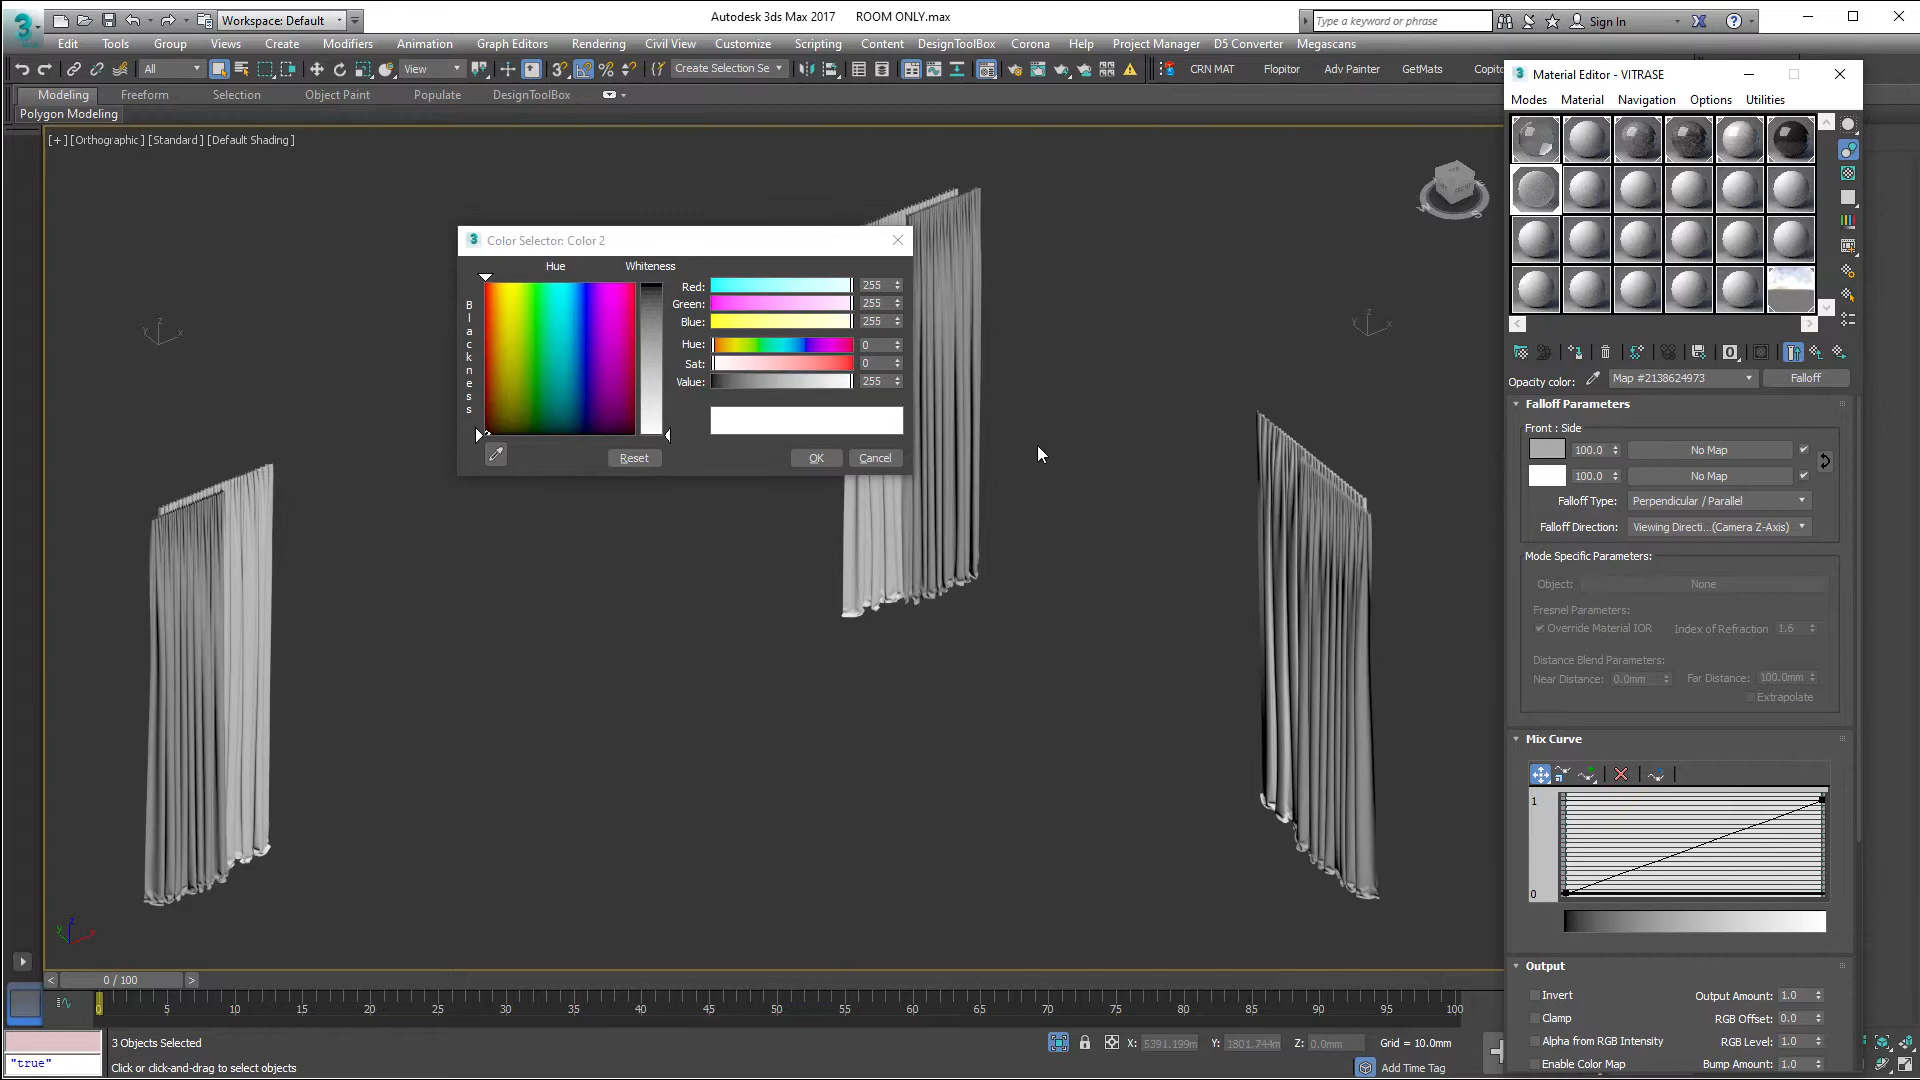 Workspace: Default
Autodesk 3ds Max 2017 ROOM ONLY.max
Type a keyword or phrase
Sign In
Edit Tools Group Views Create Modifiers Animation Graph Editors Rendering Civil View Customize Scripting Content DesignToolBox Corona Help Project Manager D5 Converter Megascans
All
View
Create Selection Se
CRN MAT Flopitor Adv Painter GetMats Copito
Modeling Freeform Selection Object Paint Populate DesignToolBox
Polygon Modeling
[+] [Orthographic] [Standard] [Default Shading]
Color Selector: Color 2
Hue Whiteness
Blackness
Red: 255
Green: 255
Blue: 255
Hue: 0
Sat: 0
Value: 255
Reset OK Cancel
Material Editor - VITRASE
Modes Material Navigation Options Utilities
Opacity color: Map #2138624973 Falloff
Falloff Parameters
Front : Side
100.0 No Map
100.0 No Map
Falloff Type: Perpendicular / Parallel
Falloff Direction: Viewing Directi...(Camera Z-Axis)
Mode Specific Parameters:
Object: None
Fresnel Parameters:
Override Material IOR Index of Refraction 1.6
Distance Blend Parameters:
Near Distance: 0.0mm Far Distance: 100.0mm
Extrapolate
Mix Curve
1
0
Output
Invert Output Amount: 1.0
Clamp RGB Offset: 0.0
Alpha from RGB Intensity RGB Level: 1.0
Enable Color Map Bump Amount: 1.0
0 / 100
0 5 10 15 20 25 30 35 40 45 50 55 60 65 70 75 80 85 90 95 100
3 Objects Selected
X: 5391.199m Y: 1801.744m Z: 0.0mm Grid = 10.0mm
"true"
Click or click-and-drag to select objects
Add Time Tag